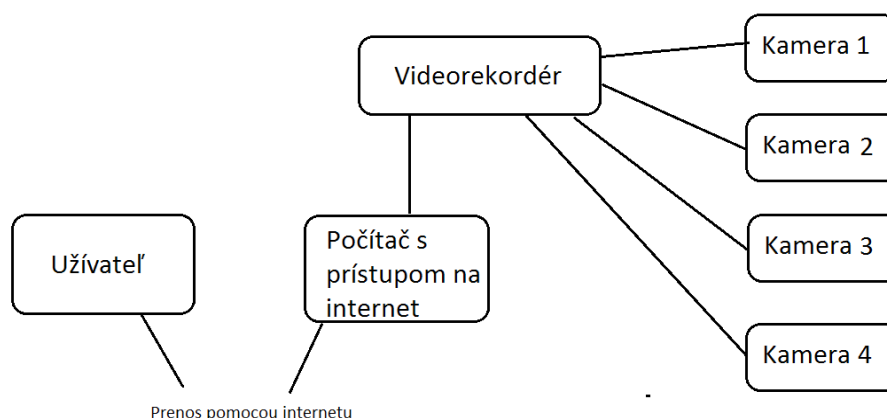 Kamera 1
Videorekordér
Kamera 2
Užívateľ
Počítač s
prístupom na
internet
Kamera 3
Kamera 4
Prenos pomocou internetu